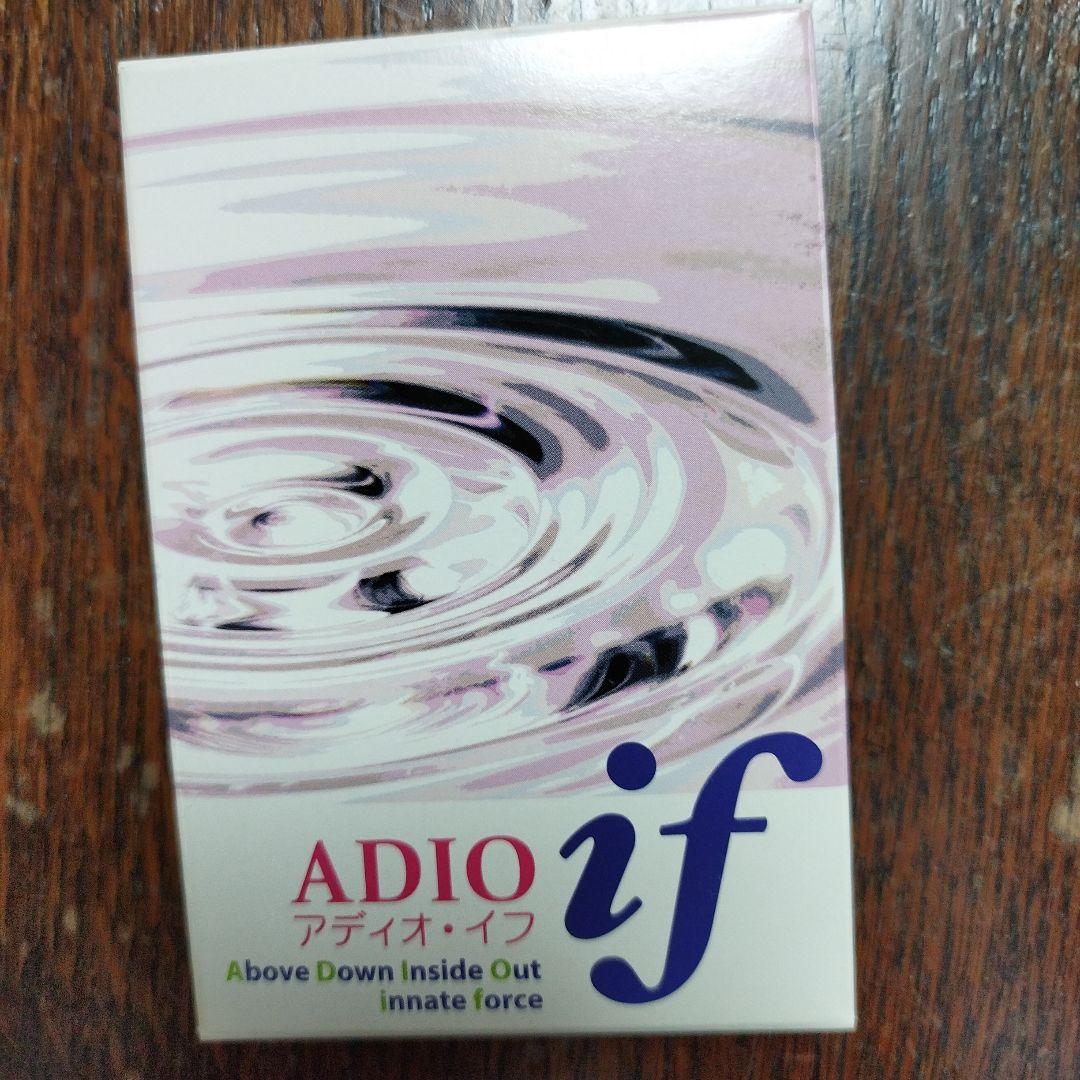 ADIO if
アディオ・イフ
Above Down Inside Out
innate force